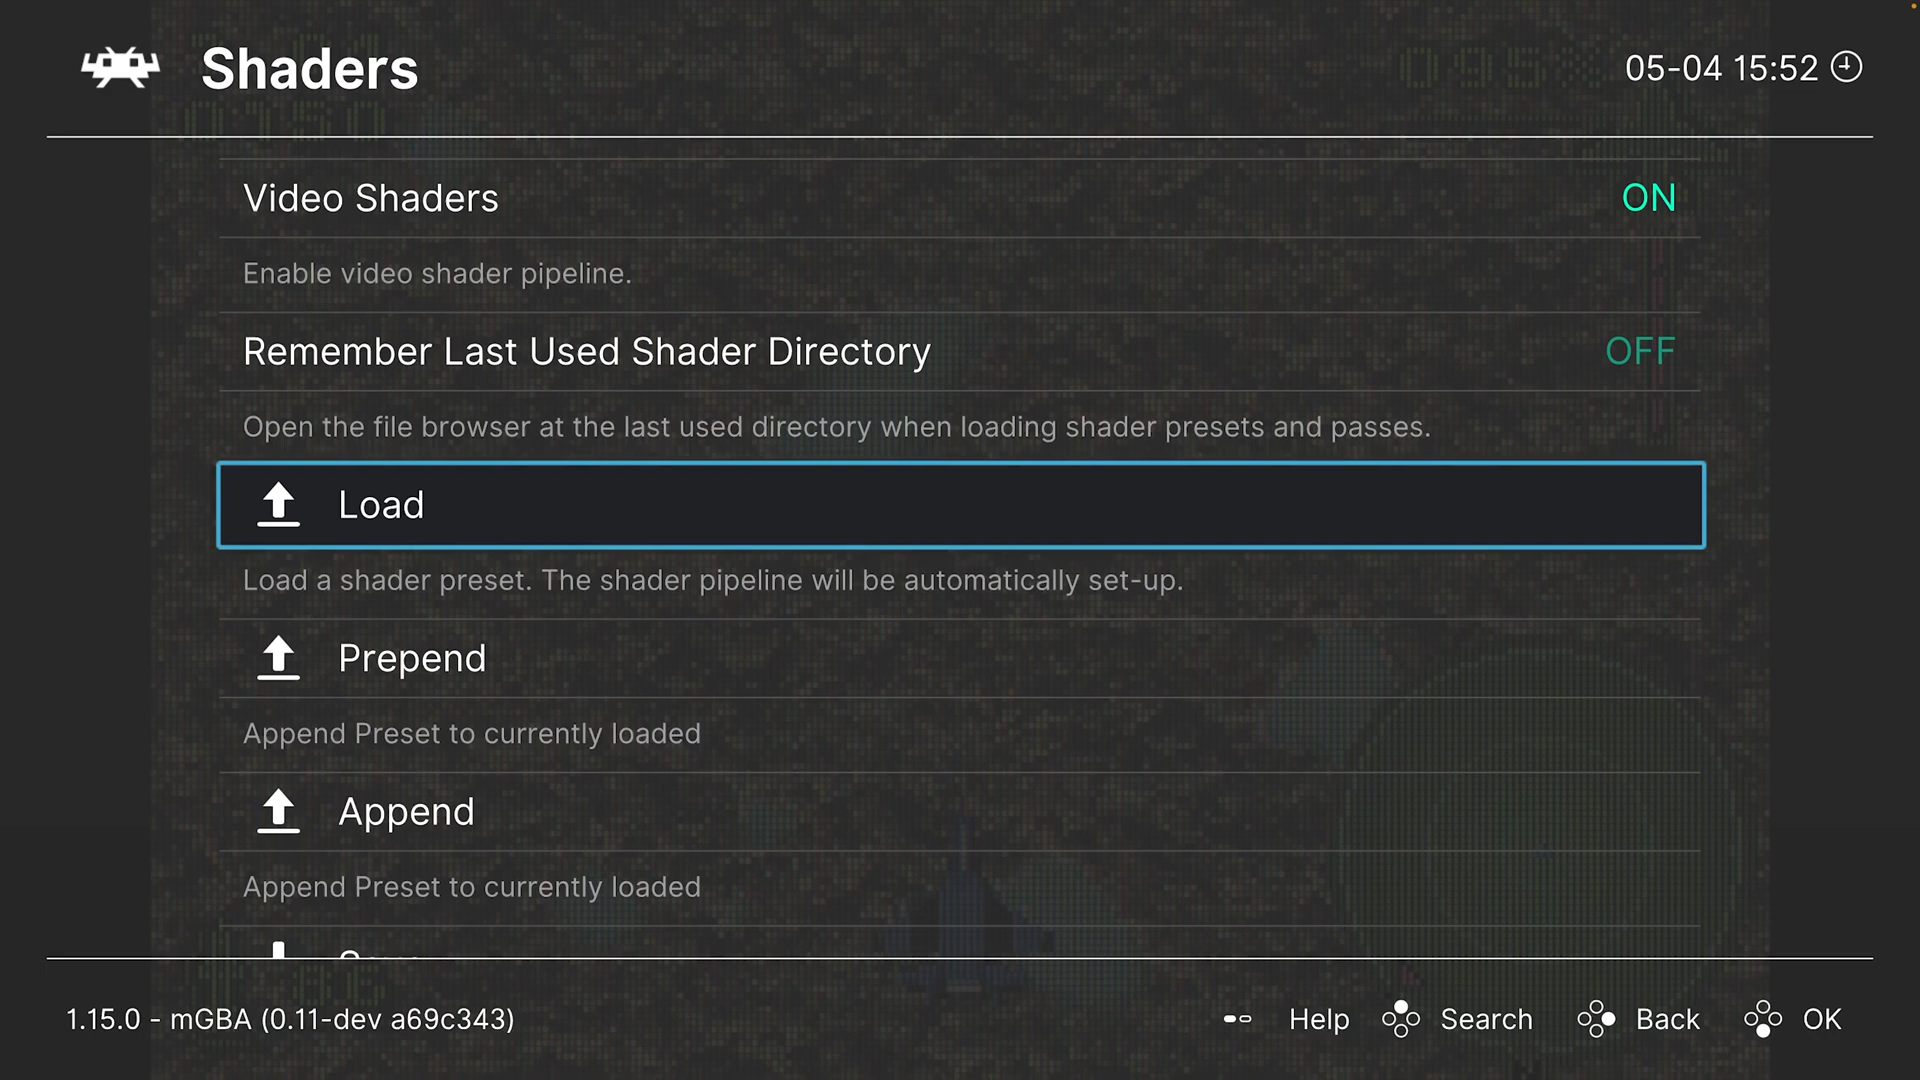 Shaders
05-04 15:52
Video Shaders
ON
Enable video shader pipeline.
Remember Last Used Shader Directory
OFF
Open the file browser at the last used directory when loading shader presets and passes.
Load
Load a shader preset. The shader pipeline will be automatically set-up.
Prepend
Append Preset to currently loaded
Append
Append Preset to currently loaded
1.15.0 - mGBA (0.11-dev a69c343)
Help
Search
Back
OK